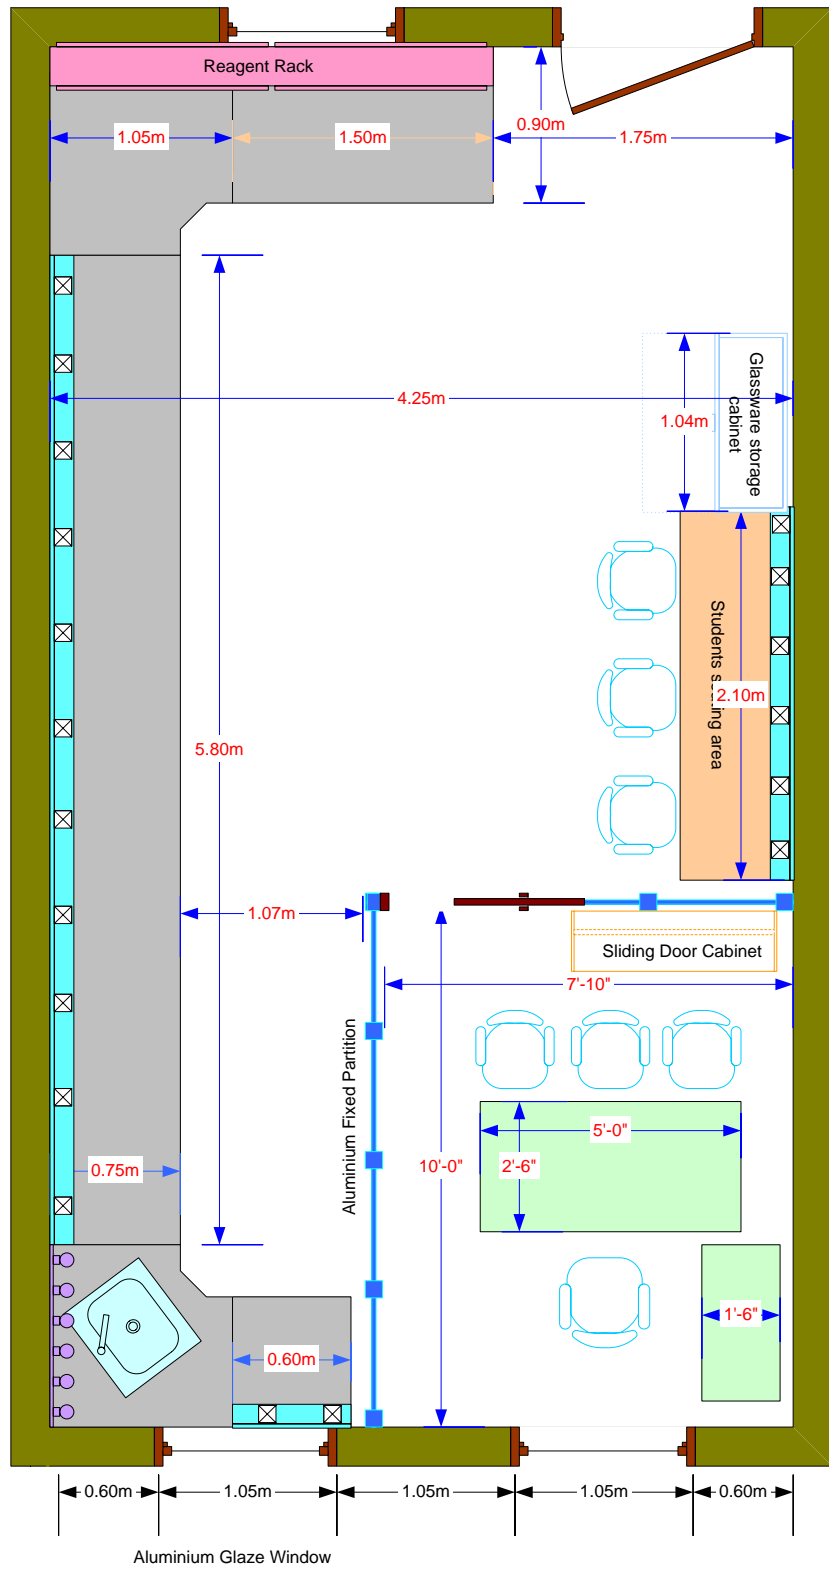 Reagent Rack
0.90m
1.05m
1.50m
1.75m
Glassware storage
cabinet
4.25m
1.04m
Students seating area
2.10m
5.80m
1.07m
Sliding Door Cabinet
7'-10"
Aluminium Fixed Partition
5'-0"
10'-0"
2'-6"
0.75m
1'-6"
0.60m
0.60m
1.05m
1.05m
1.05m
0.60m
Aluminium Glaze Window